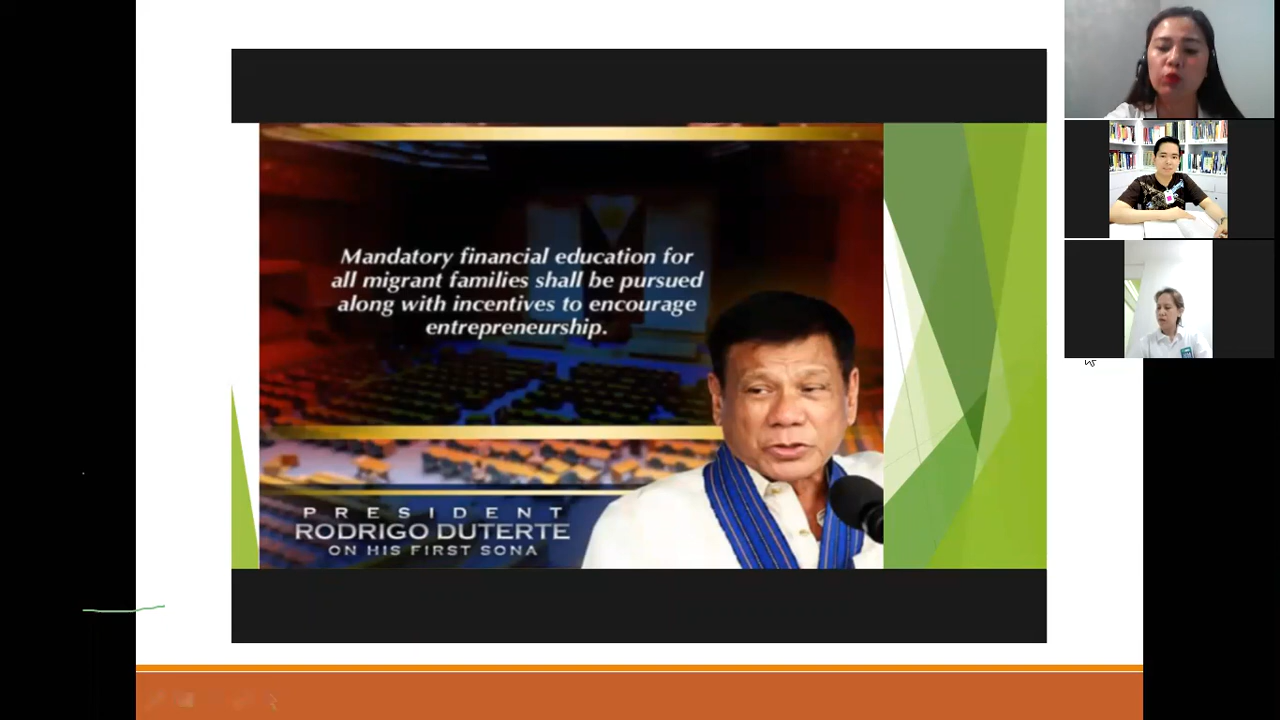 Mandatory financial education for
all migrant families shall be pursued
along with incentives to encourage
entrepreneurship.
PRESIDENT
RODRIGO DUTERTE
ON HIS FIRST SONA